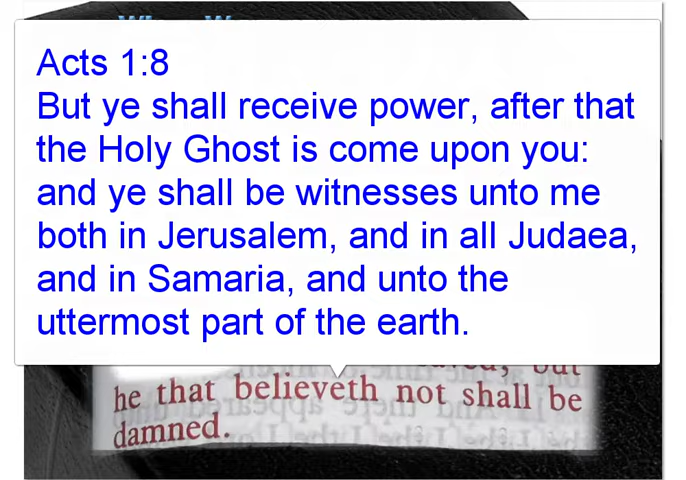 Acts 1:8
But ye shall receive power, after that
the Holy Ghost is come upon you:
and ye shall be witnesses unto me
both in Jerusalem, and in all Judaea,
and in Samaria, and unto the
uttermost part of the earth.
but
he that believeth not shall be
damned.